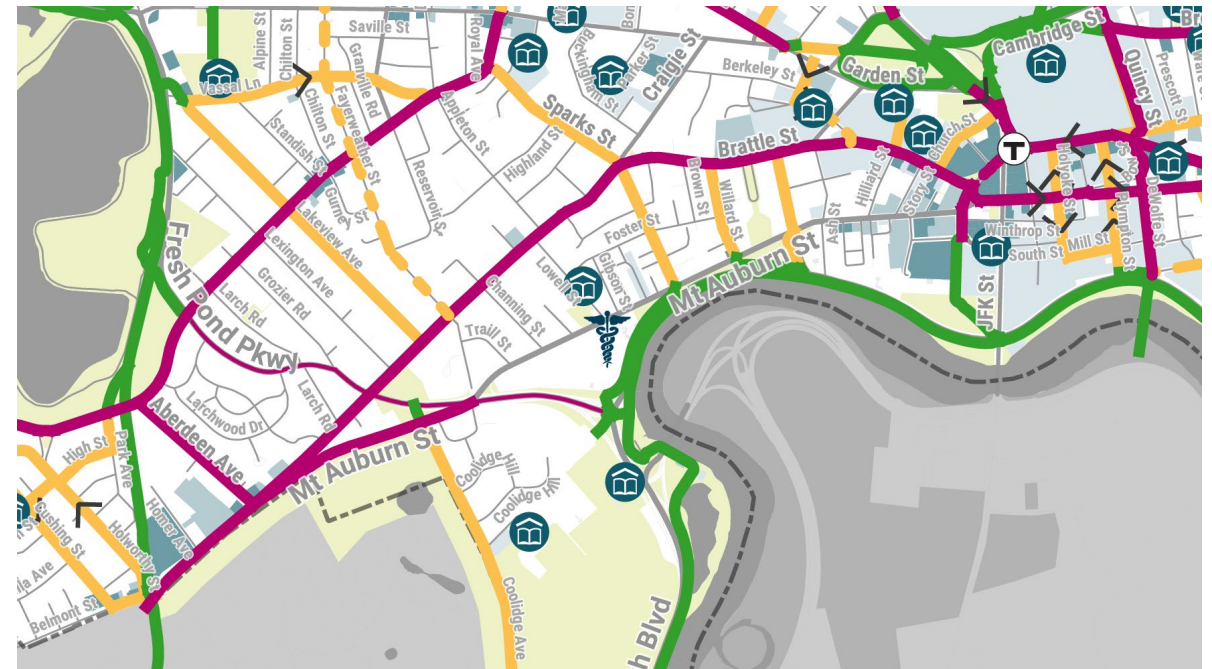 Saville St
Alpine St
Chilton St
Granville Rd
Royal Ave
Buckingham St
Parker St
Craigie St
Berkeley St
Garden St
Cambridge St
Quincy St
Prescott St
Vassal Ln
Chilton St
Fayerweather St
Appleton St
Sparks St
Highland St
Standish St
Gurney St
Reservoir S
Brattle St
Church St
Story St
Hilliard St
Ash St
Brown St
Willard St
Foster St
Holyoke St
Bow St
DeWolfe St
Plympton St
Winthrop St
Mill St
South St
JFK St
T
Lakeview Ave
Lexington Ave
Grozier Rd
Larch Rd
Fresh Pond Pkwy
Channing St
Traill St
Lowell St
Gibson St
Mt Auburn St
Larch Rd
Larchwood Dr
Aberdeen Ave
Mt Auburn St
High St
Park Ave
Cushing St
Holworthy St
Homer Ave
Belmont St
Coolidge Hill
Coolidge Hill
Coolidge Ave
h Blvd